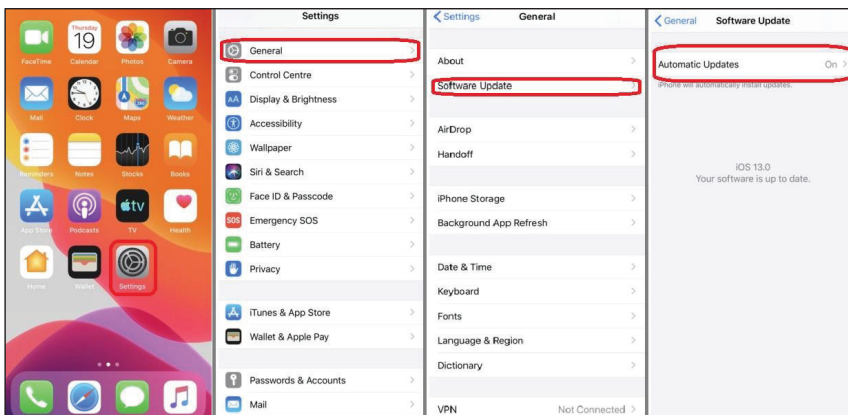 Thursday
19
FaceTime
Calendar
Photos
Camera
Mail
Clock
Maps
Weather
Reminders
Notes
Stocks
Books
tv
App Store
Podcasts
TV
Health
Home
Wallet
Settings
Settings
General
Control Centre
AA
Display & Brightness
Accessibility
Wallpaper
Siri & Search
Face ID & Passcode
SOS
Emergency SOS
Battery
Privacy
iTunes & App Store
Wallet & Apple Pay
Passwords & Accounts
Mail
Settings
General
About
Software Update
AirDrop
Handoff
iPhone Storage
Background App Refresh
Date & Time
Keyboard
Fonts
Language & Region
Dictionary
VPN
Not Connected
General
Software Update
Automatic Updates
On
iPhone will automatically install updates.
iOS 13.0
Your software is up to date.